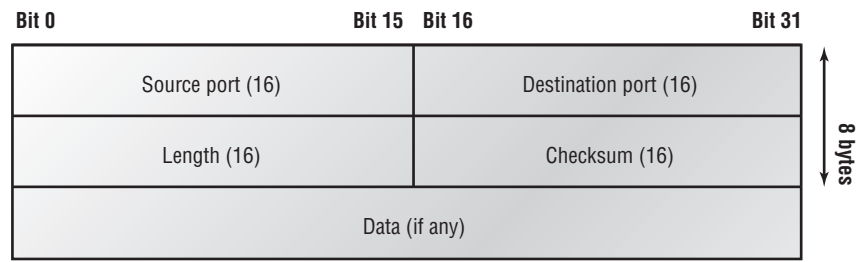 Bit 0 Bit 15 Bit 16 Bit 31
Source port (16) Destination port (16)
Length (16) Checksum (16)
8 bytes
Data (if any)